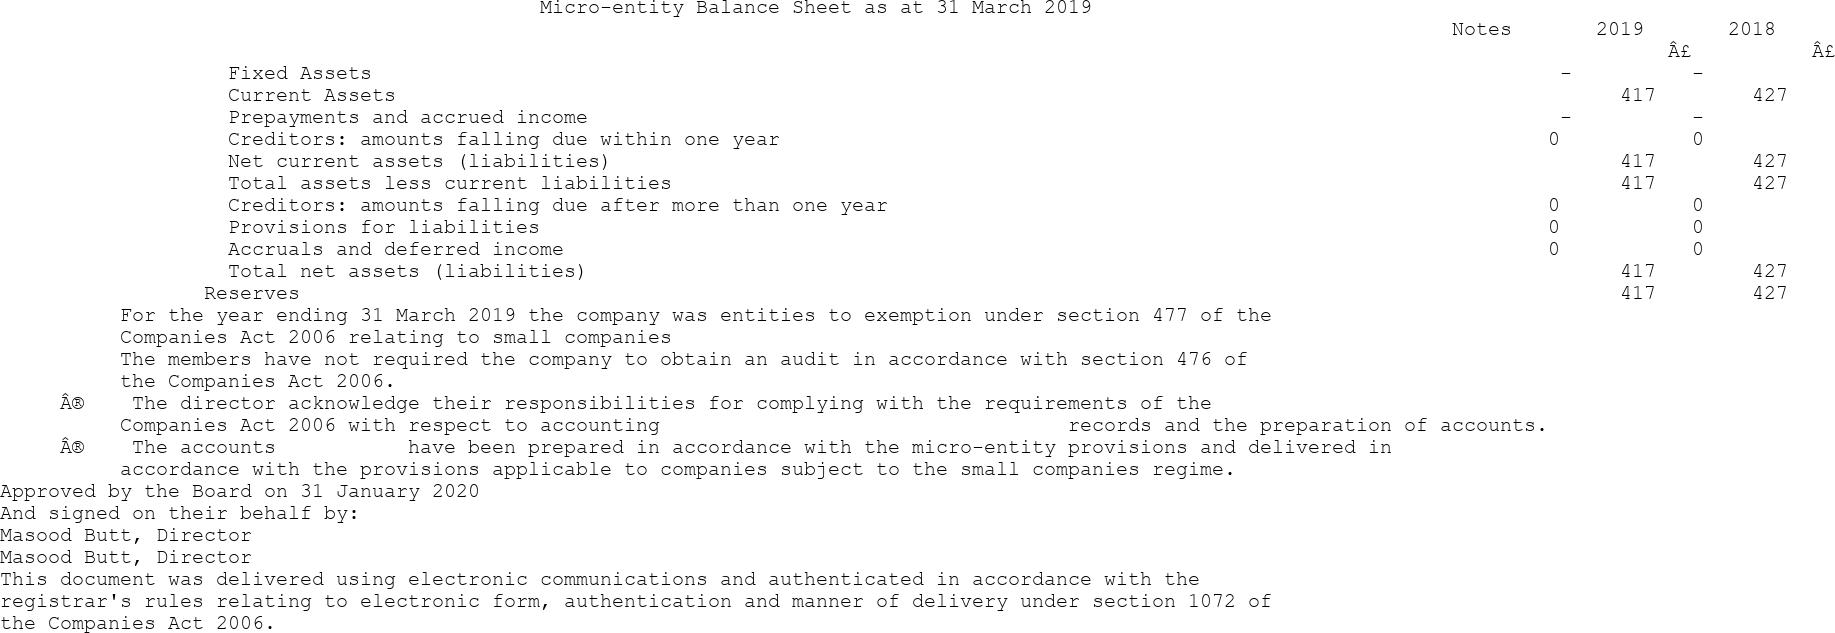 Micro-entity Balance Sheet as at 31 March 2019
Notes 2019 2018
Â£ Â£
Fixed Assets - -
Current Assets 417 427
Prepayments and accrued income - -
Creditors: amounts falling due within one year 0 0
Net current assets (liabilities) 417 427
Total assets less current liabilities 417 427
Creditors: amounts falling due after more than one year 0 0
Provisions for liabilities 0 0
Accruals and deferred income 0 0
Total net assets (liabilities) 417 427
Reserves 417 427
For the year ending 31 March 2019 the company was entities to exemption under section 477 of the
Companies Act 2006 relating to small companies
The members have not required the company to obtain an audit in accordance with section 476 of
the Companies Act 2006.
Â® The director acknowledge their responsibilities for complying with the requirements of the
Companies Act 2006 with respect to accounting records and the preparation of accounts.
Â® The accounts have been prepared in accordance with the micro-entity provisions and delivered in
accordance with the provisions applicable to companies subject to the small companies regime.
Approved by the Board on 31 January 2020
And signed on their behalf by:
Masood Butt, Director
Masood Butt, Director
This document was delivered using electronic communications and authenticated in accordance with the
registrar's rules relating to electronic form, authentication and manner of delivery under section 1072 of
the Companies Act 2006.